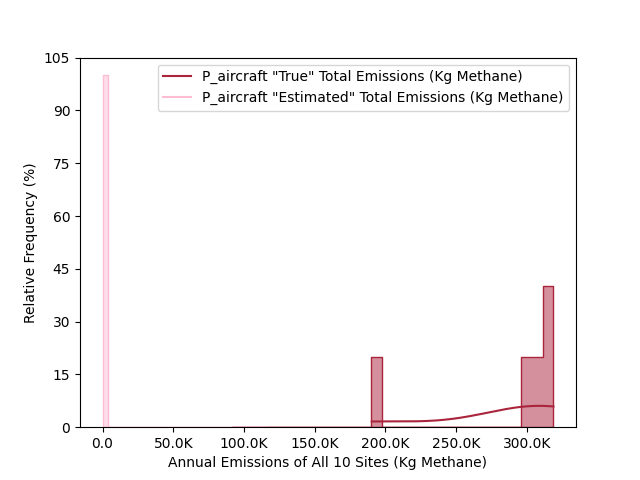 P_aircraft "True" Total Emissions (Kg Methane)
P_aircraft "Estimated" Total Emissions (Kg Methane)
105
90
75
60
45
30
15
0
Relative Frequency (%)
0.0 50.0K 100.0K 150.0K 200.0K 250.0K 300.0K
Annual Emissions of All 10 Sites (Kg Methane)